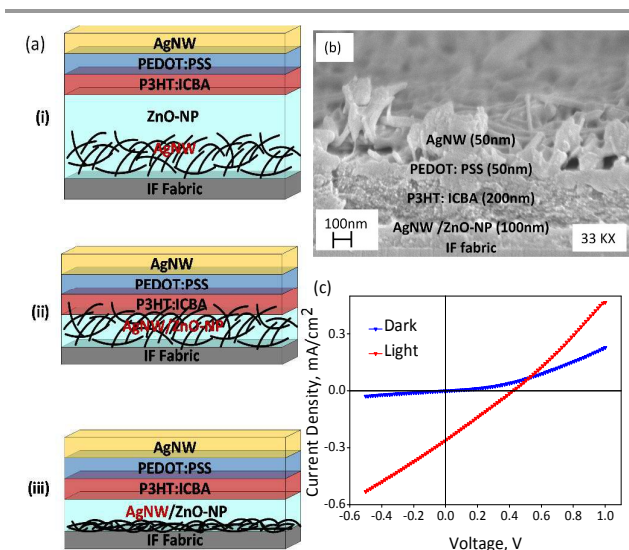 (a)
AgNW
PEDOT:PSS
P3HT:ICBA
(i)
ZnO-NP
AgNW
IF Fabric
(ii)
AgNW
PEDOT:PSS
P3HT:ICBA
AgNW/ZnO-NP
IF Fabric
(iii)
AgNW
PEDOT:PSS
P3HT:ICBA
AgNW/ZnO-NP
IF Fabric
(b)
AgNW (50nm)
PEDOT: PSS (50nm)
P3HT: ICBA (200nm)
AgNW /ZnO-NP (100nm)
IF fabric
100nm
33 KX
(c)
Dark
Light
Current Density, mA/cm²
0.3
0.0
-0.3
-0.6
-0.6 -0.4 -0.2 0.0 0.2 0.4 0.6 0.8 1.0
Voltage, V